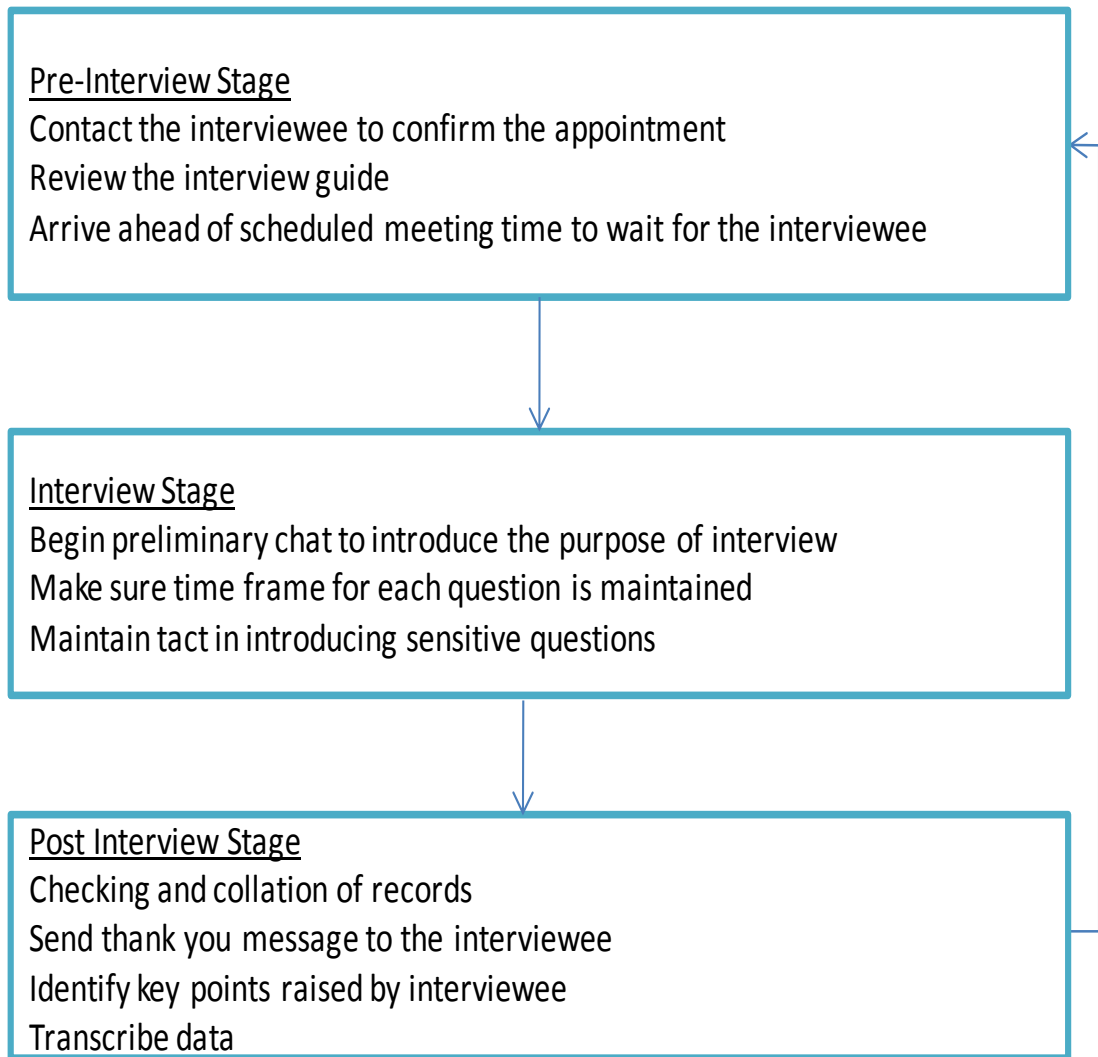 Pre-Interview Stage
Contact the interviewee to confirm the appointment
Review the interview guide
Arrive ahead of scheduled meeting time to wait for the interviewee
Interview Stage
Begin preliminary chat to introduce the purpose of interview
Make sure time frame for each question is maintained
Maintain tact in introducing sensitive questions
Post Interview Stage
Checking and collation of records
Send thank you message to the interviewee
Identify key points raised by interviewee
Transcribe data